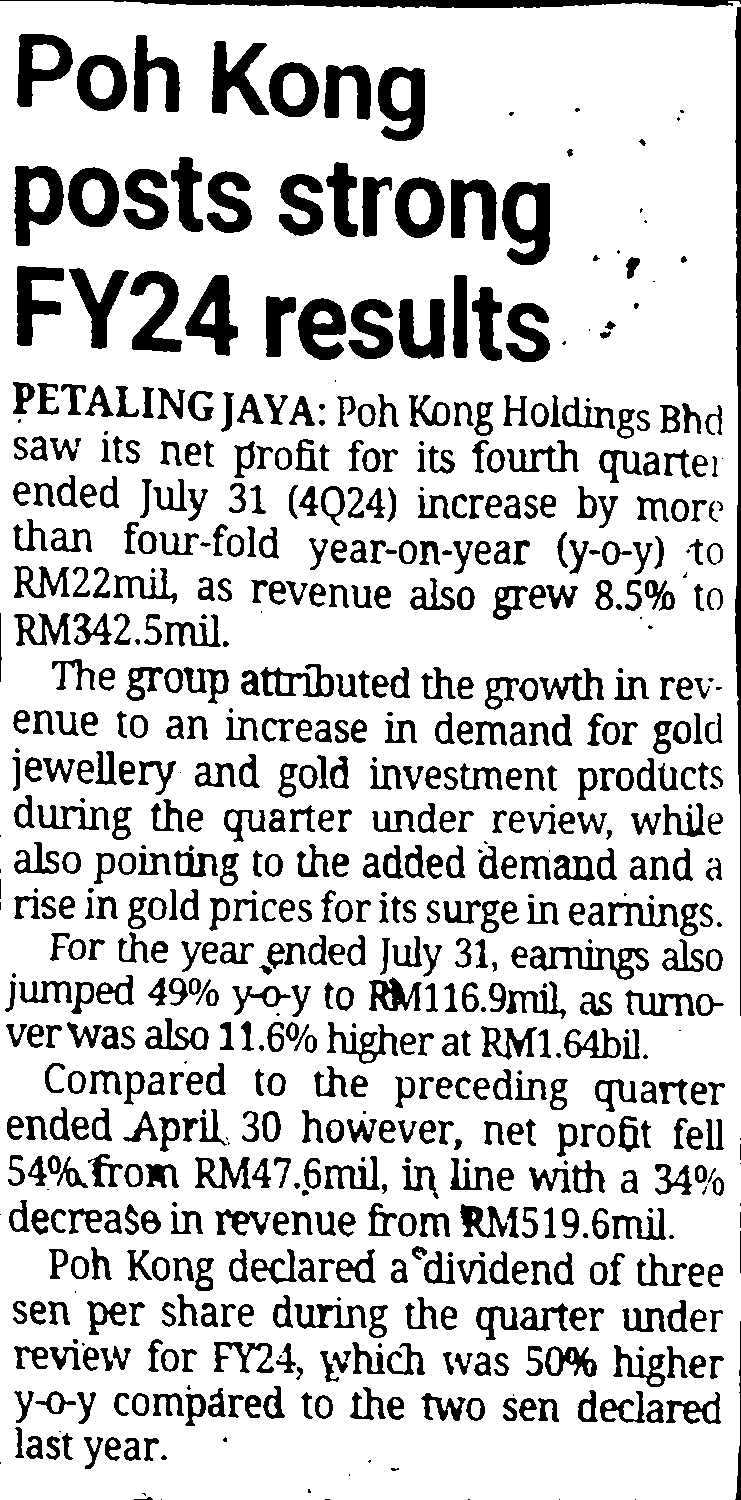 Poh Kong
posts strong
FY24 results
PETALING JAYA: Poh Kong Holdings Bhd
saw its net profit for its fourth quarter
ended July 31 (4Q24) increase by more
than four-fold year-on-year (y-o-y) to
RM22mil, as revenue also grew 8.5% to
RM342.5mil.
The group attributed the growth in rev-
enue to an increase in demand for gold
jewellery and gold investment products
during the quarter under review, while
also pointing to the added demand and a
rise in gold prices for its surge in earnings.
For the year ended July 31, earnings also
jumped 49% y-o-y to RM116.9mil, as turno-
ver was also 11.6% higher at RM1.64bil.
Compared to the preceding quarter
ended April 30 however, net profit fell
54% from RM47.6mil, in line with a 34%
decrease in revenue from RM519.6mil.
Poh Kong declared a dividend of three
sen per share during the quarter under
review for FY24, which was 50% higher
y-o-y compared to the two sen declared
last year.